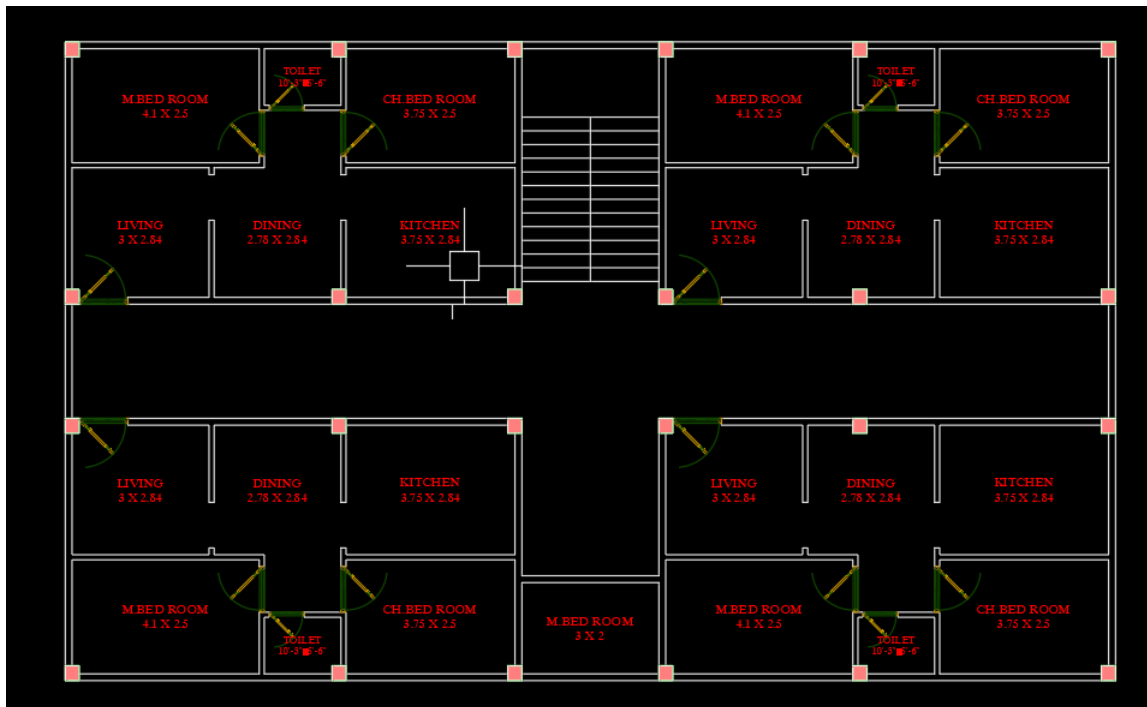 TOILET
M.BED ROOM
4.1 X 2.5
CH.BED ROOM
3.75 X 2.5
TOILET
M.BED ROOM
4.1 X 2.5
CH.BED ROOM
3.75 X 2.5
LIVING
3 X 2.84
DINING
2.78 X 2.84
KITCHEN
3.75 X 2.84
LIVING
3 X 2.84
DINING
2.78 X 2.84
KITCHEN
3.75 X 2.84
LIVING
3 X 2.84
DINING
2.78 X 2.84
KITCHEN
3.75 X 2.84
LIVING
3 X 2.84
DINING
2.78 X 2.84
KITCHEN
3.75 X 2.84
M.BED ROOM
4.1 X 2.5
CH.BED ROOM
3.75 X 2.5
M.BED ROOM
3 X 2
M.BED ROOM
4.1 X 2.5
CH.BED ROOM
3.75 X 2.5
TOILET
TOILET